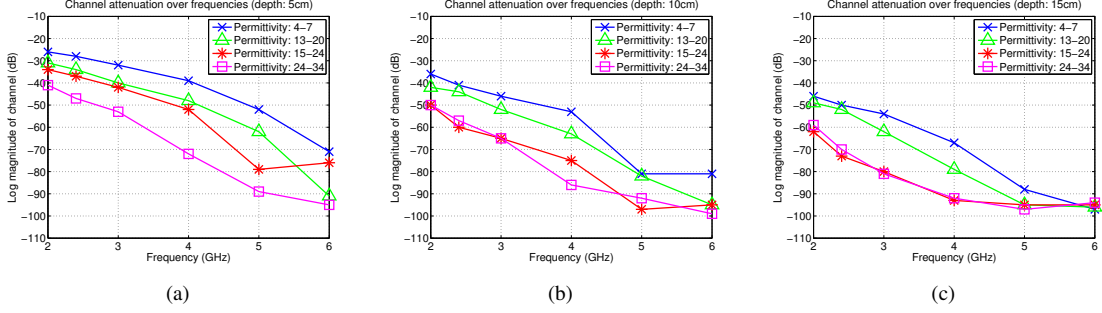 Channel attenuation over frequencies (depth: 5cm)
Log magnitude of channel (dB)
−10
−20
−30
−40
−50
−60
−70
−80
−90
−100
−110
Permittivity: 4−7
Permittivity: 13−20
Permittivity: 15−24
Permittivity: 24−34
2
3
4
5
6
Frequency (GHz)
(a)
Channel attenuation over frequencies (depth: 10cm)
Log magnitude of channel (dB)
−10
−20
−30
−40
−50
−60
−70
−80
−90
−100
−110
Permittivity: 4−7
Permittivity: 13−20
Permittivity: 15−24
Permittivity: 24−34
2
3
4
5
6
Frequency (GHz)
(b)
Channel attenuation over frequencies (depth: 15cm)
Log magnitude of channel (dB)
−10
−20
−30
−40
−50
−60
−70
−80
−90
−100
−110
Permittivity: 4−7
Permittivity: 13−20
Permittivity: 15−24
Permittivity: 24−34
2
3
4
5
6
Frequency (GHz)
(c)